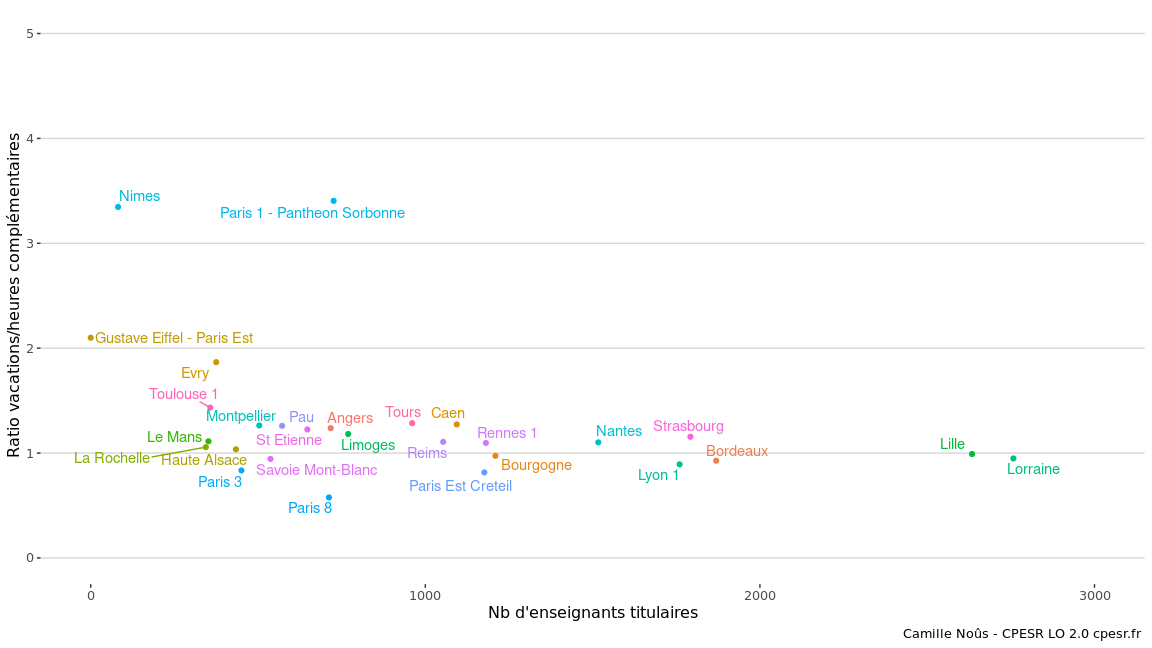 Ratio vacations/heures complémentaires
5
4
3
2
1
0
Nimes
Paris 1 - Pantheon Sorbonne
Gustave Eiffel - Paris Est
Evry
Toulouse 1
Montpellier
Pau
Angers
Tours
Caen
Le Mans
St Etienne
Limoges
Rennes 1
Nantes
Strasbourg
La Rochelle
Haute Alsace
Reims
Bordeaux
Lille
Paris 3
Savoie Mont-Blanc
Bourgogne
Lyon 1
Lorraine
Paris Est Creteil
Paris 8
0
1000
2000
3000
Nb d'enseignants titulaires
Camille Noûs - CPESR LO 2.0 cpesr.fr